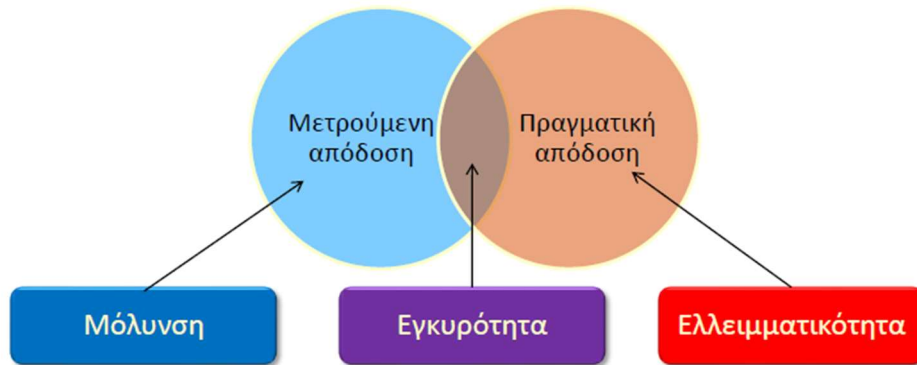 Μετρούμενη
απόδοση
Πραγματική
απόδοση
Μόλυνση
Εγκυρότητα
Ελλειμματικότητα